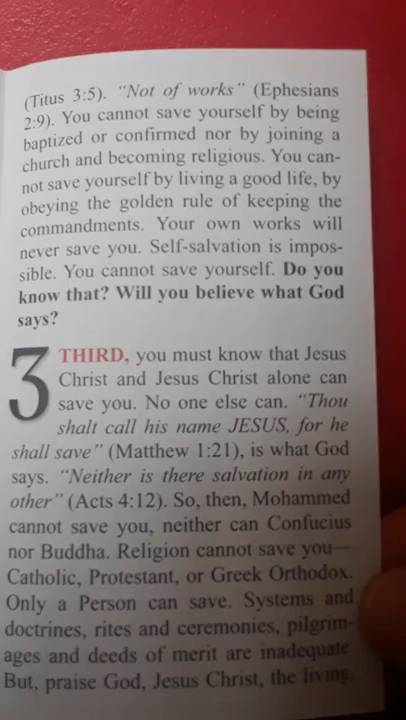 (Titus 3:5). "Not of works" (Ephesians
2:9). You cannot save yourself by being
baptized or confirmed nor by joining a
church and becoming religious. You can-
not save yourself by living a good life, by
obeying the golden rule of keeping the
commandments. Your own works will
never save you. Self-salvation is impos-
sible. You cannot save yourself. Do you
know that? Will you believe what God
says?
3 THIRD, you must know that Jesus
Christ and Jesus Christ alone can
save you. No one else can. "Thou
shalt call his name JESUS, for he
shall save" (Matthew 1:21), is what God
says. "Neither is there salvation in any
other" (Acts 4:12). So, then, Mohammed
cannot save you, neither can Confucius
nor Buddha. Religion cannot save you—
Catholic, Protestant, or Greek Orthodox.
Only a Person can save. Systems and
doctrines, rites and ceremonies, pilgrim-
ages and deeds of merit are inadequate.
But, praise God, Jesus Christ, the living,